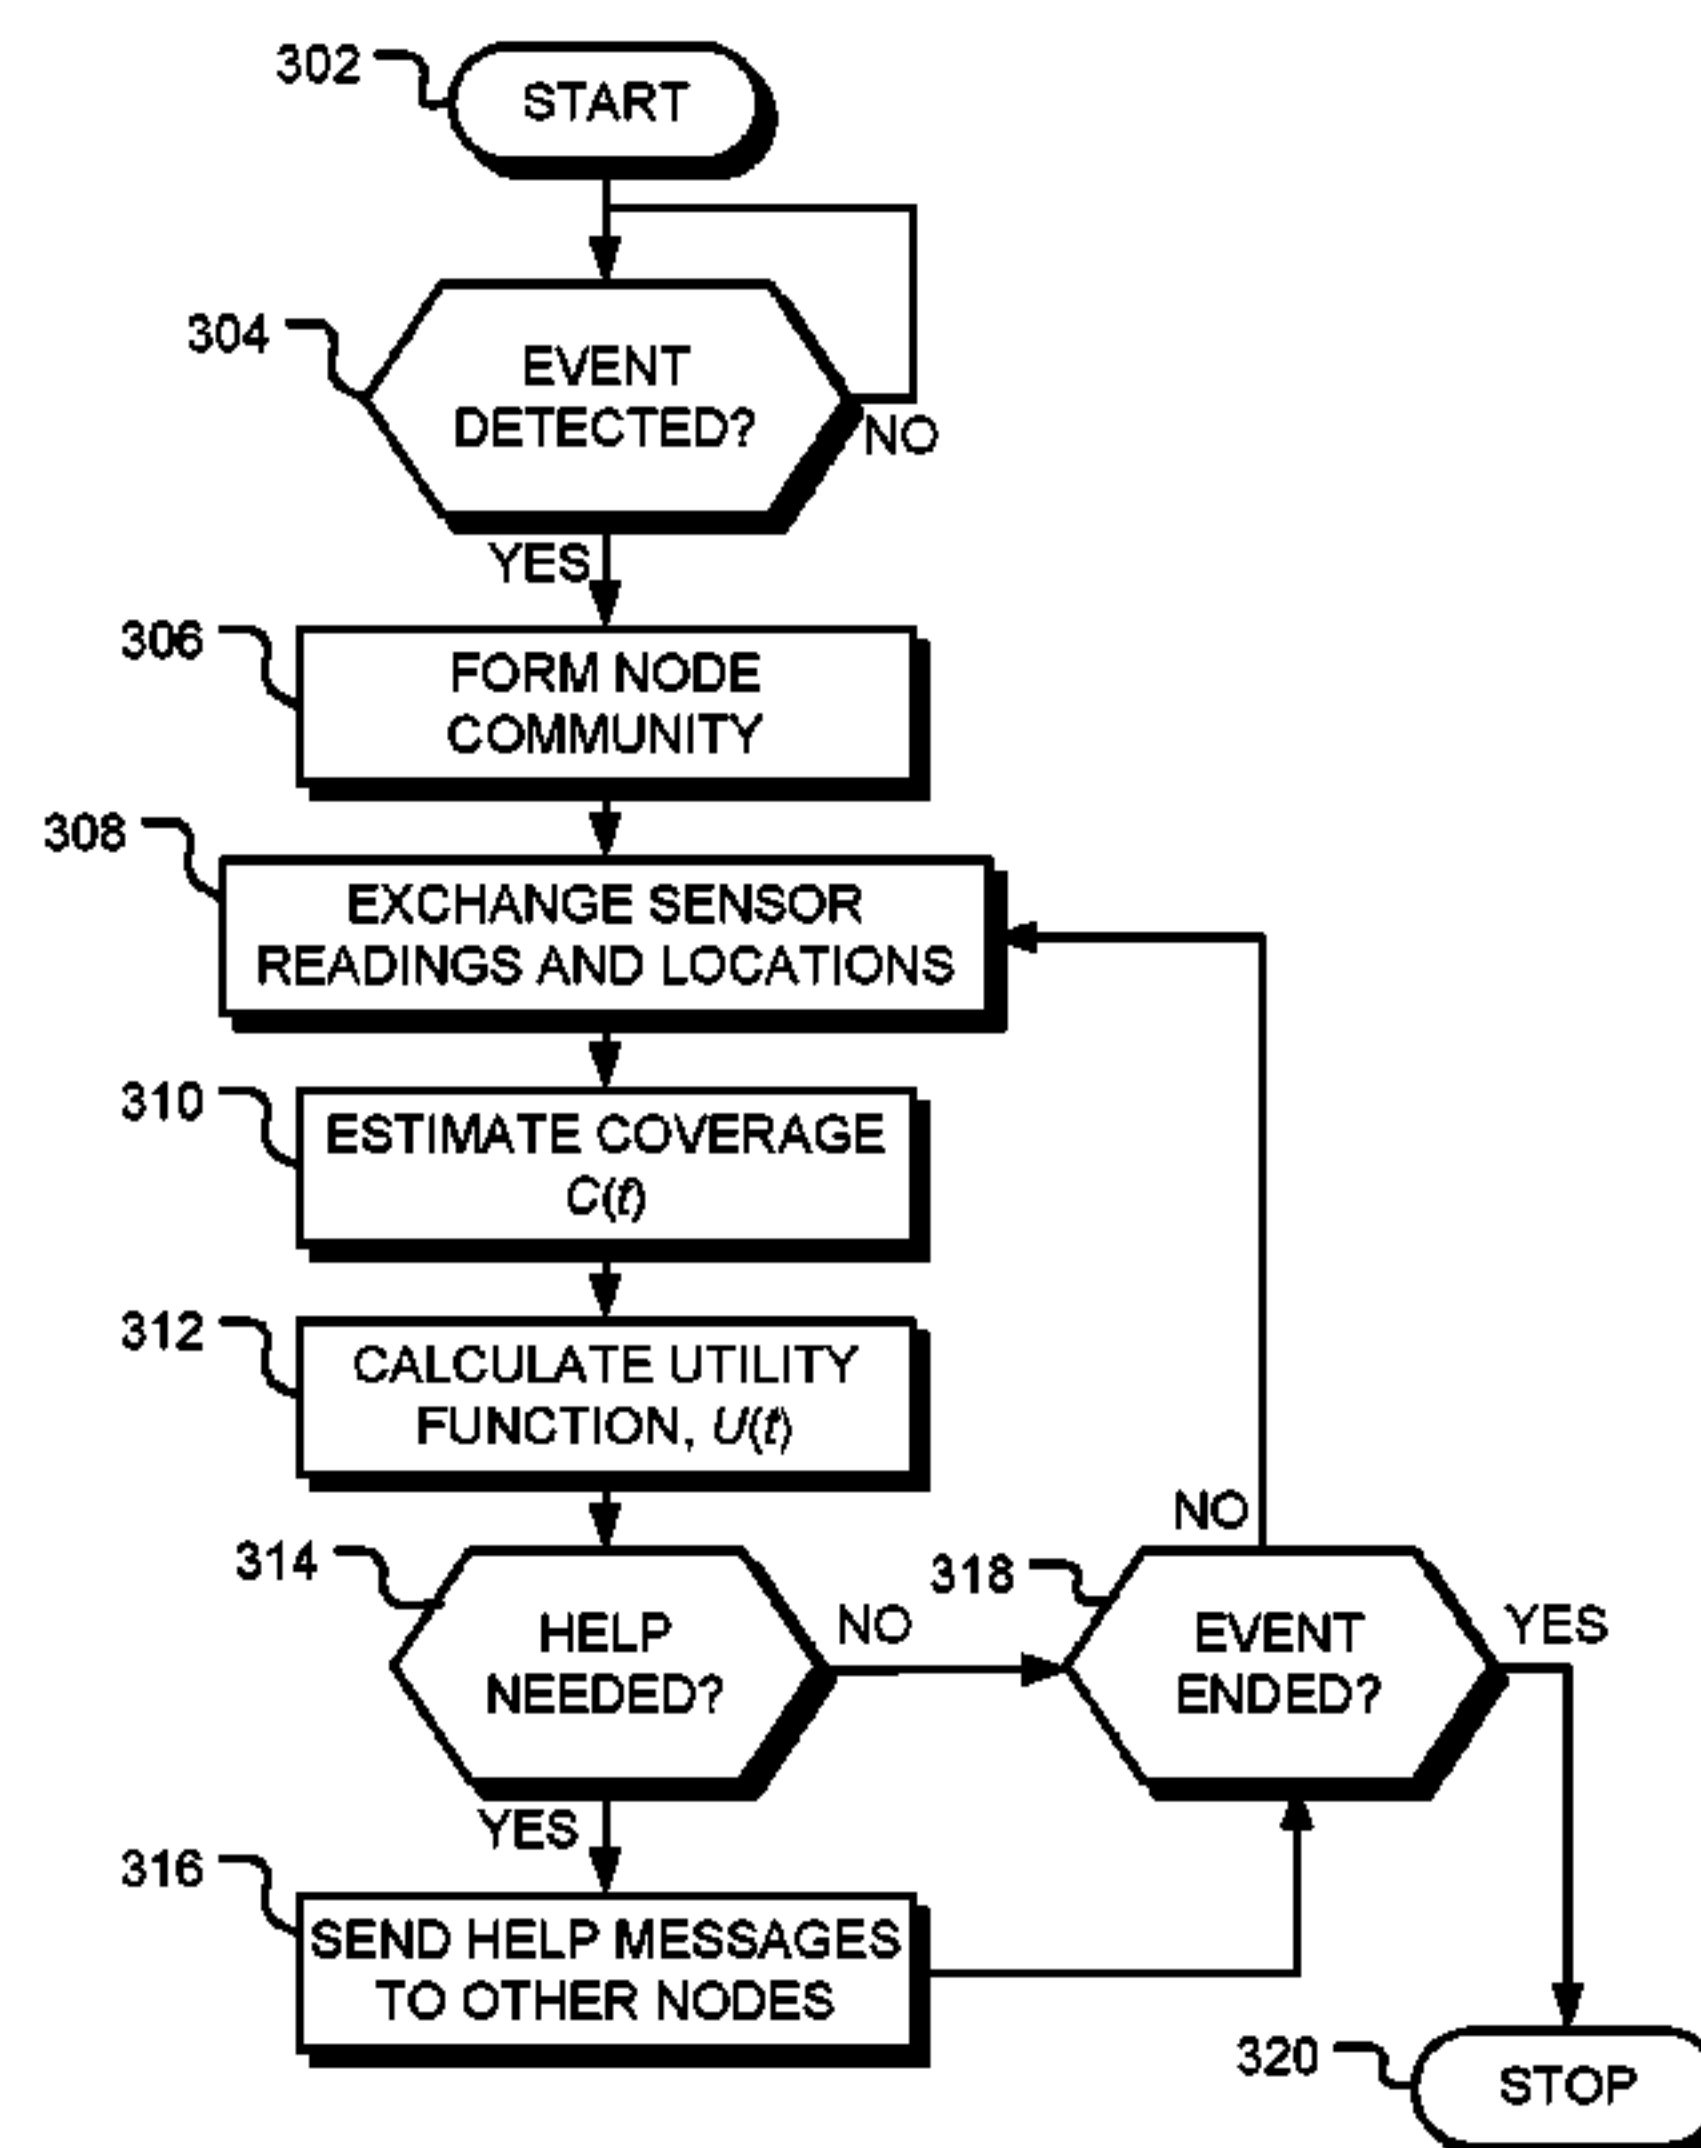 302
START
304
EVENT
DETECTED?
NO
YES
306
FORM NODE
COMMUNITY
308
EXCHANGE SENSOR
READINGS AND LOCATIONS
310
ESTIMATE COVERAGE
C(t)
312
CALCULATE UTILITY
FUNCTION, U(t)
314
HELP
NEEDED?
NO
YES
318
EVENT
ENDED?
NO
YES
316
SEND HELP MESSAGES
TO OTHER NODES
320
STOP